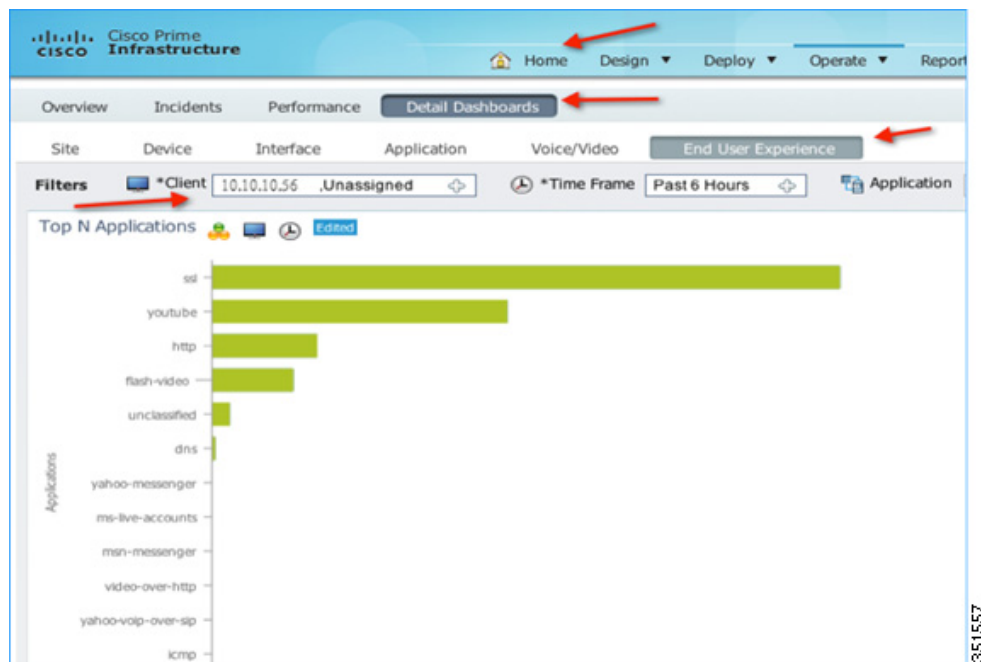 Cisco Prime
cisco Infrastructure
Home Design Deploy Operate Report
Overview Incidents Performance Detail Dashboards
Site Device Interface Application Voice/Video End User Experience
Filters *Client 10.10.10.56 ,Unassigned *Time Frame Past 6 Hours Application
Top N Applications Edited
ssl
youtube
http
flash-video
unclassified
dns
yahoo-messenger
ms-live-accounts
msn-messenger
video-over-http
yahoo-voip-over-sip
icmp
Applications
351557